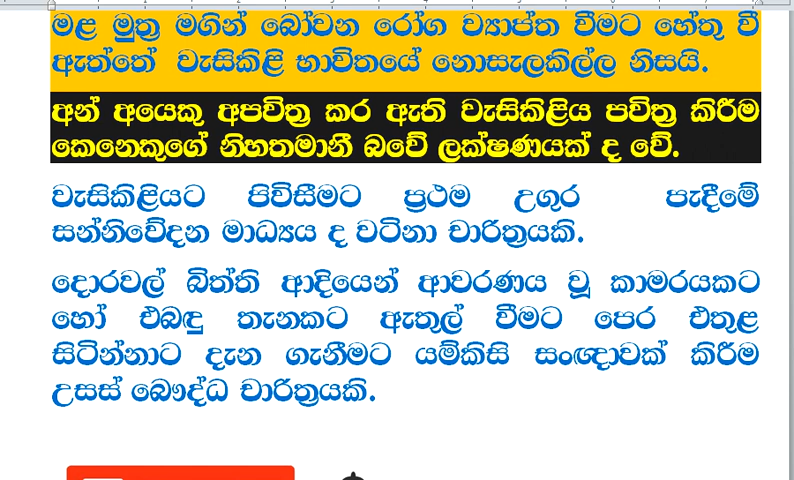 මළ මුත්‍ර මගින් බෝවන රෝග ව්‍යාප්ත වීමට හේතු වී
ඇත්තේ වැසිකිළි භාවිතයේ නොසැලකිල්ල නිසයි.
අන් අයෙකු අපවිත්‍ර කර ඇති වැසිකිළිය පවිත්‍ර කිරීම
කෙනෙකුගේ නිහතමානී බවේ ලක්ෂණයක් ද වේ.
වැසිකිළියට පිවිසීමට ප්‍රථම උගුර පැදීමේ
සන්නිවේදන මාධ්‍යය ද වටිනා චාරිත්‍රයකි.
දොරවල් බිත්ති ආදියෙන් ආවරණය වූ කාමරයකට
හෝ එබඳු තැනකට ඇතුල් වීමට පෙර එතුළ
සිටින්නාට දැන ගැනීමට යම්කිසි සංඥාවක් කිරීම
උසස් බෞද්ධ චාරිත්‍රයකි.